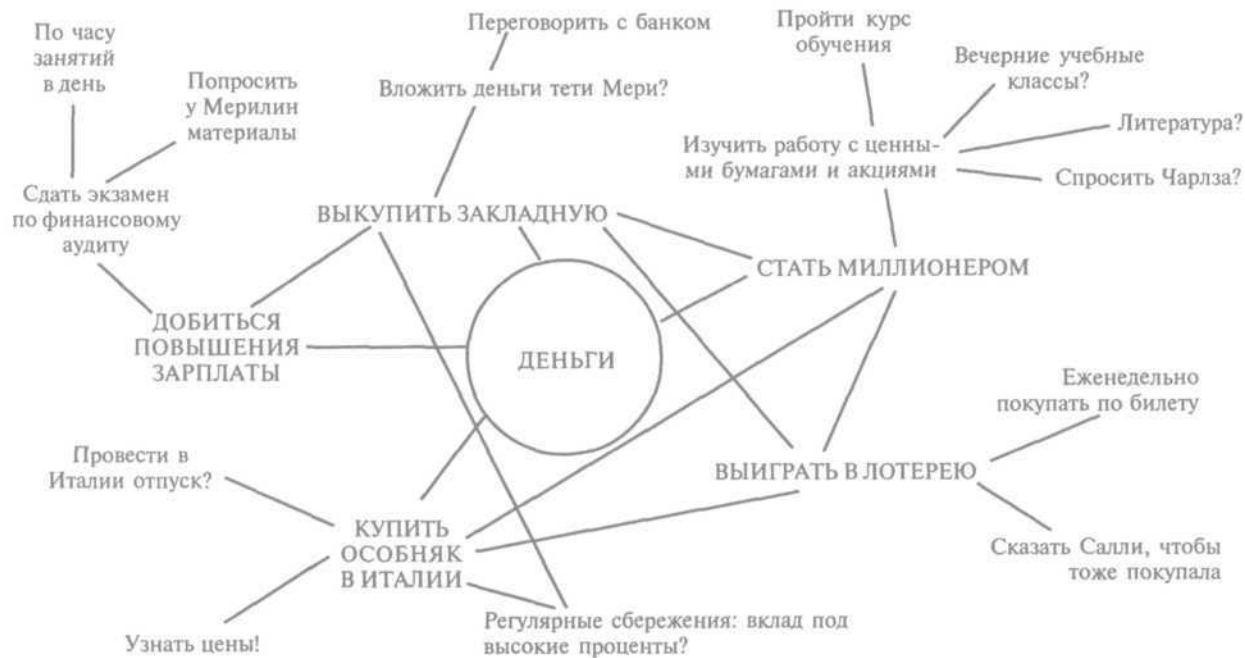 По часу
занятий
в день
Попросить
у Мерилин
материалы
Сдать экзамен
по финансовому
аудиту
Переговорить с банком
Вложить деньги тети Мери?
Пройти курс
обучения
Вечерние учебные
классы?
Литература?
Изучить работу с ценны-
ми бумагами и акциями
Спросить Чарлза?
ВЫКУПИТЬ ЗАКЛАДНУЮ
СТАТЬ МИЛЛИОНЕРОМ
ДОБИТЬСЯ
ПОВЫШЕНИЯ
ЗАРПЛАТЫ
ДЕНЬГИ
Еженедельно
покупать по билету
ВЫИГРАТЬ В ЛОТЕРЕЮ
Сказать Салли, чтобы
тоже покупала
Провести в
Италии отпуск?
КУПИТЬ
ОСОБНЯК
В ИТАЛИИ
Узнать цены!
Регулярные сбережения: вклад под
высокие проценты?